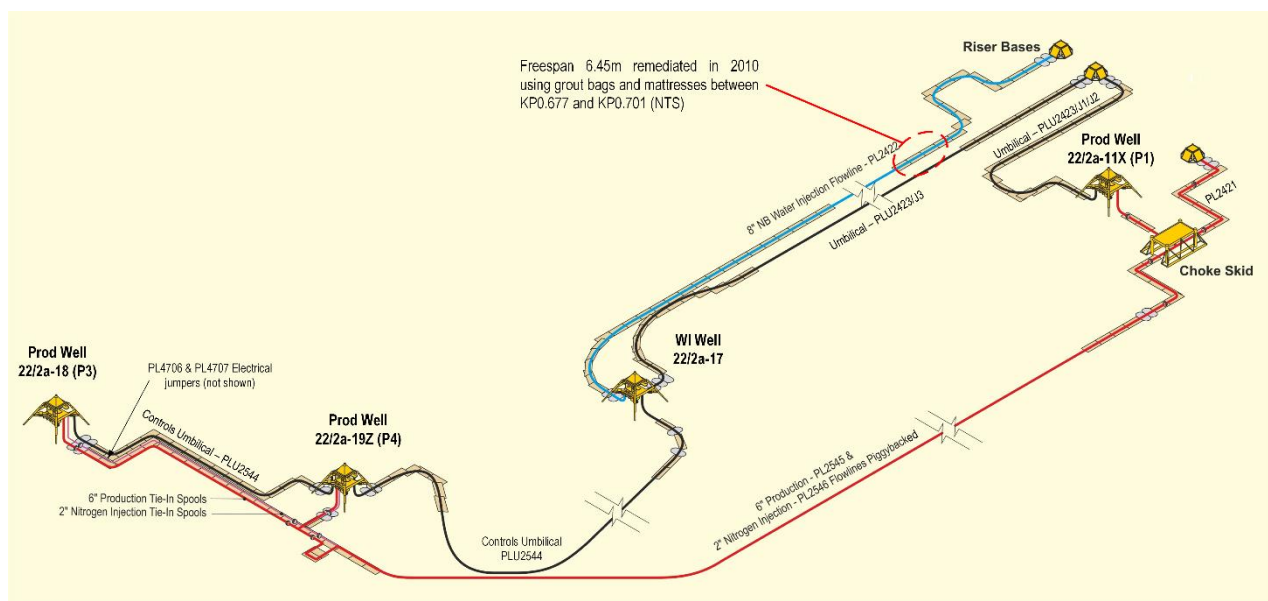 Riser Bases
Freespan 6.45m remediated in 2010
using grout bags and mattresses between
KP0.677 and KP0.701 (NTS)
Umbilical – PLU2423/J1/J2
Prod Well
22/2a-11X (P1)
8" NB Water Injection Flowline - PL2422
PL2421
Umbilical – PLU2423/J3
Choke Skid
WI Well
22/2a-17
Prod Well
22/2a-18 (P3)
PL4706 & PL4707 Electrical
jumpers (not shown)
Prod Well
22/2a-19Z (P4)
Controls Umbilical – PLU2544
6" Production Tie-In Spools
2" Nitrogen Injection Tie-In Spools
Controls Umbilical
PLU2544
6" Production - PL2545 &
2" Nitrogen Injection - PL2546 Flowlines Piggybacked